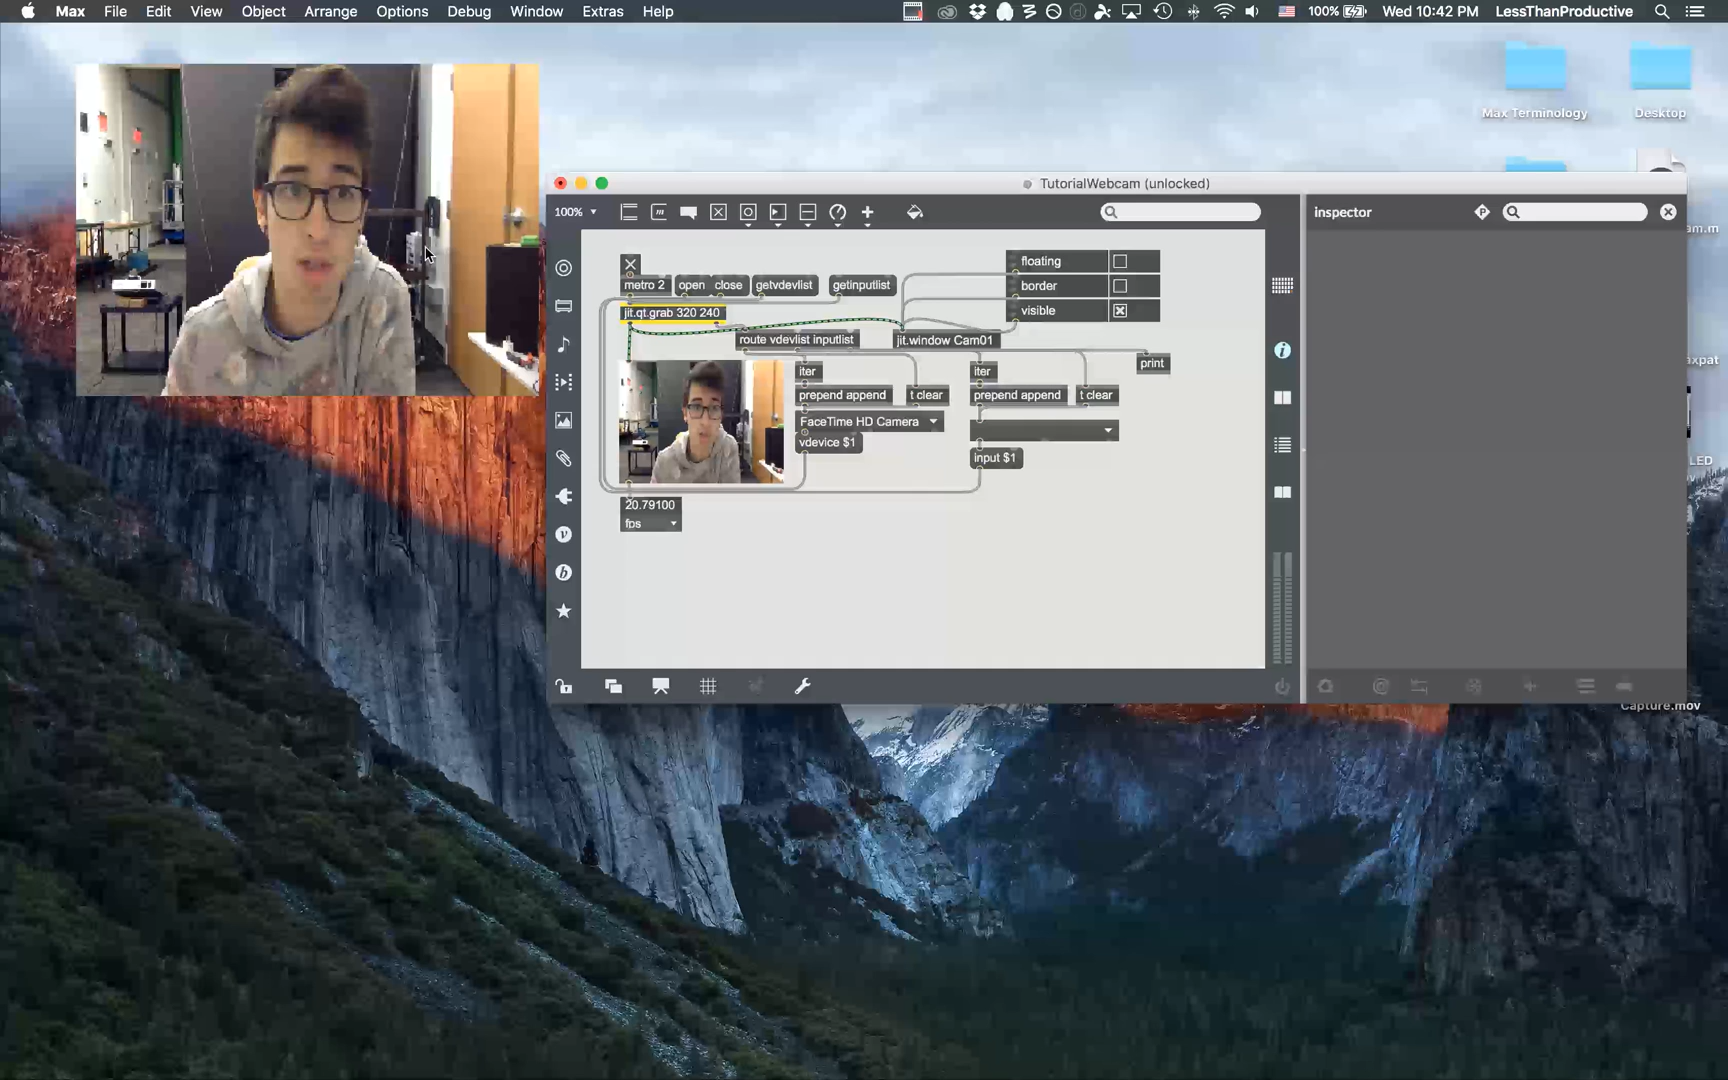 Max File Edit View Object Arrange Options Debug Window Extras Help
100% Wed 10:42 PM LessThanProductive
Max Terminology
Desktop
TutorialWebcam (unlocked)
100%
inspector
metro 2
open
close
getvdevlist
getinputlist
floating
border
visible
jit.qt.grab 320 240
route vdevlist inputlist
jit.window Cam01
print
iter
iter
prepend append
t clear
prepend append
t clear
FaceTime HD Camera
vdevice $1
input $1
20.79100
fps
am.m
axpat
LED
Capture.mov